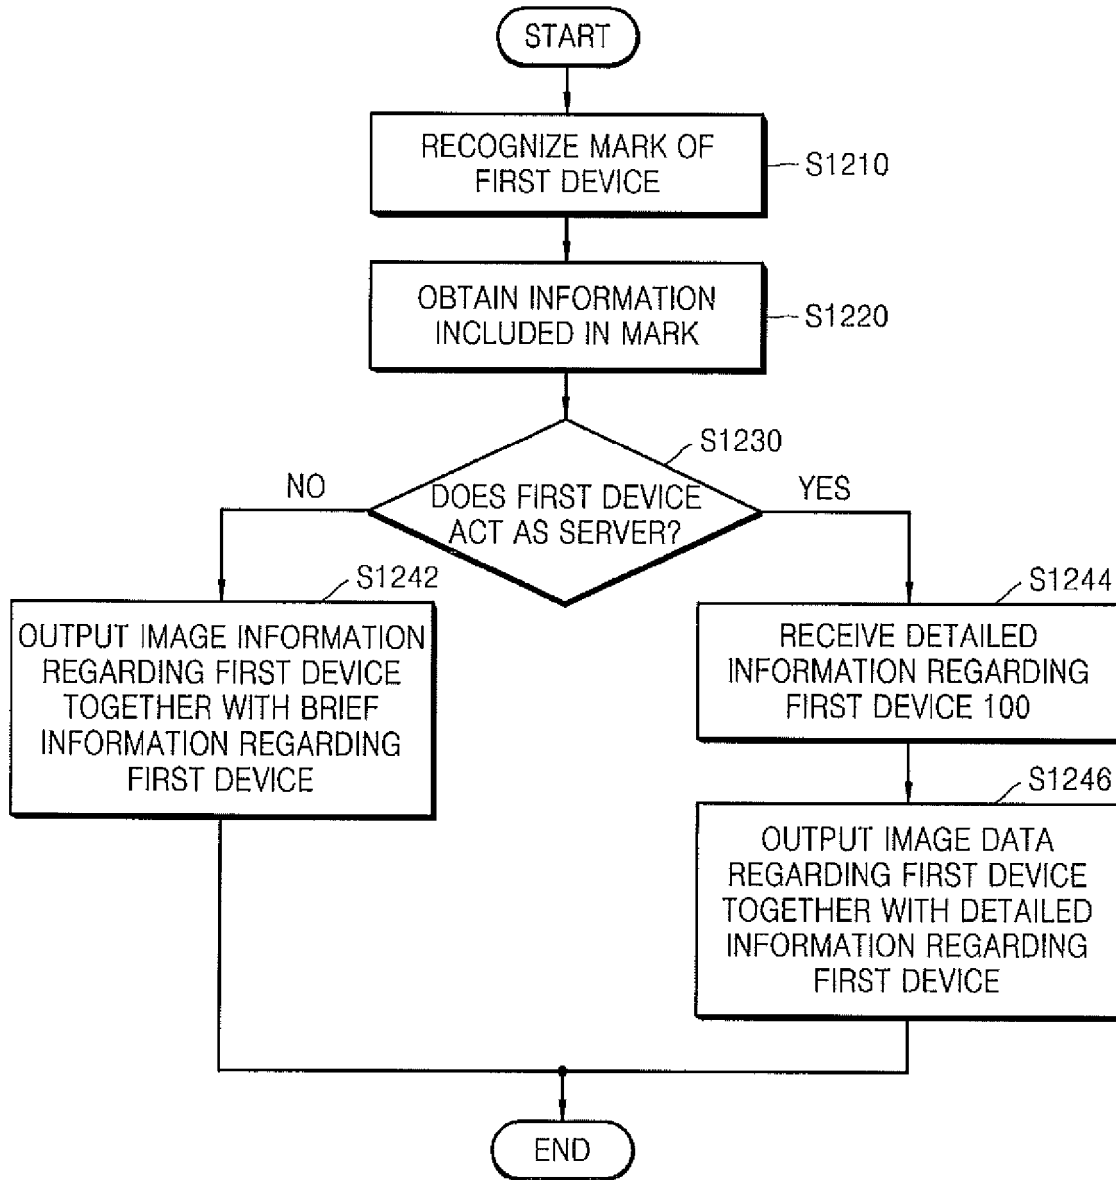 START
RECOGNIZE MARK OF
FIRST DEVICE
S1210
OBTAIN INFORMATION
INCLUDED IN MARK
S1220
S1230
NO
DOES FIRST DEVICE
ACT AS SERVER?
YES
S1242
OUTPUT IMAGE INFORMATION
REGARDING FIRST DEVICE
TOGETHER WITH BRIEF
INFORMATION REGARDING
FIRST DEVICE
S1244
RECEIVE DETAILED
INFORMATION REGARDING
FIRST DEVICE 100
S1246
OUTPUT IMAGE DATA
REGARDING FIRST DEVICE
TOGETHER WITH DETAILED
INFORMATION REGARDING
FIRST DEVICE
END